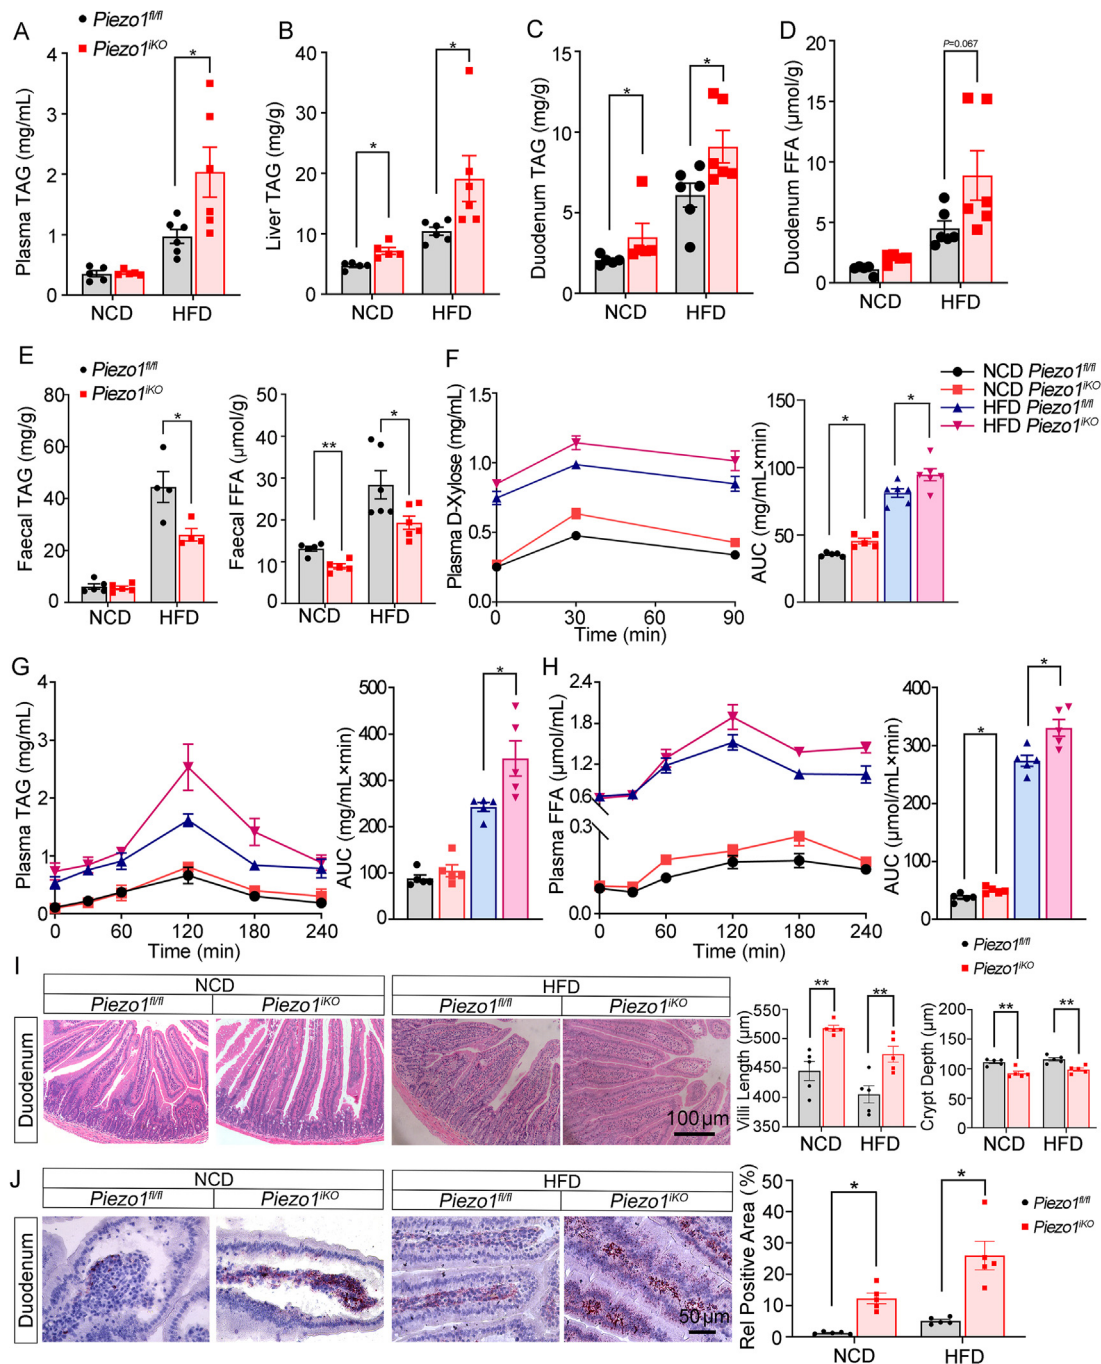 A
Piezo1fl/fl
Piezo1iKO
Plasma TAG (mg/mL)
4
3
2
1
0
*
NCD
HFD
B
Liver TAG (mg/g)
40
30
20
10
0
*
*
NCD
HFD
C
Duodenum TAG (mg/g)
15
10
5
0
*
*
NCD
HFD
D
Duodenum FFA (µmol/g)
20
15
10
5
0
P=0.067
NCD
HFD
E
Piezo1fl/fl
Piezo1iKO
Faecal TAG (mg/g)
80
60
40
20
0
*
NCD
HFD
Faecal FFA (µmol/g)
50
40
30
20
10
0
**
*
NCD
HFD
F
Plasma D-Xylose (mg/mL)
1.5
1.0
0.5
0.0
0
30
60
90
Time (min)
NCD Piezo1fl/fl
NCD Piezo1iKO
HFD Piezo1fl/fl
HFD Piezo1iKO
AUC (mg/mL×min)
150
100
50
0
*
*
G
Plasma TAG (mg/mL)
4
3
2
1
0
0
60
120
180
240
Time (min)
AUC (mg/mL×min)
500
400
300
200
100
0
*
H
Plasma FFA (µmol/mL)
2.4
1.8
1.2
0.6
0.3
0.0
0
60
120
180
240
Time (min)
AUC (µmol/mL×min)
400
300
200
100
0
*
*
I
NCD
HFD
Piezo1fl/fl
Piezo1iKO
Piezo1fl/fl
Piezo1iKO
Duodenum
100 µm
Villi Length (µm)
550
500
450
400
350
**
**
NCD
HFD
Piezo1fl/fl
Piezo1iKO
Crypt Depth (µm)
200
150
100
50
0
**
**
NCD
HFD
J
NCD
HFD
Piezo1fl/fl
Piezo1iKO
Piezo1fl/fl
Piezo1iKO
Duodenum
50 µm
Rel Positive Area (%)
50
40
30
20
10
0
*
*
NCD
HFD
Piezo1fl/fl
Piezo1iKO